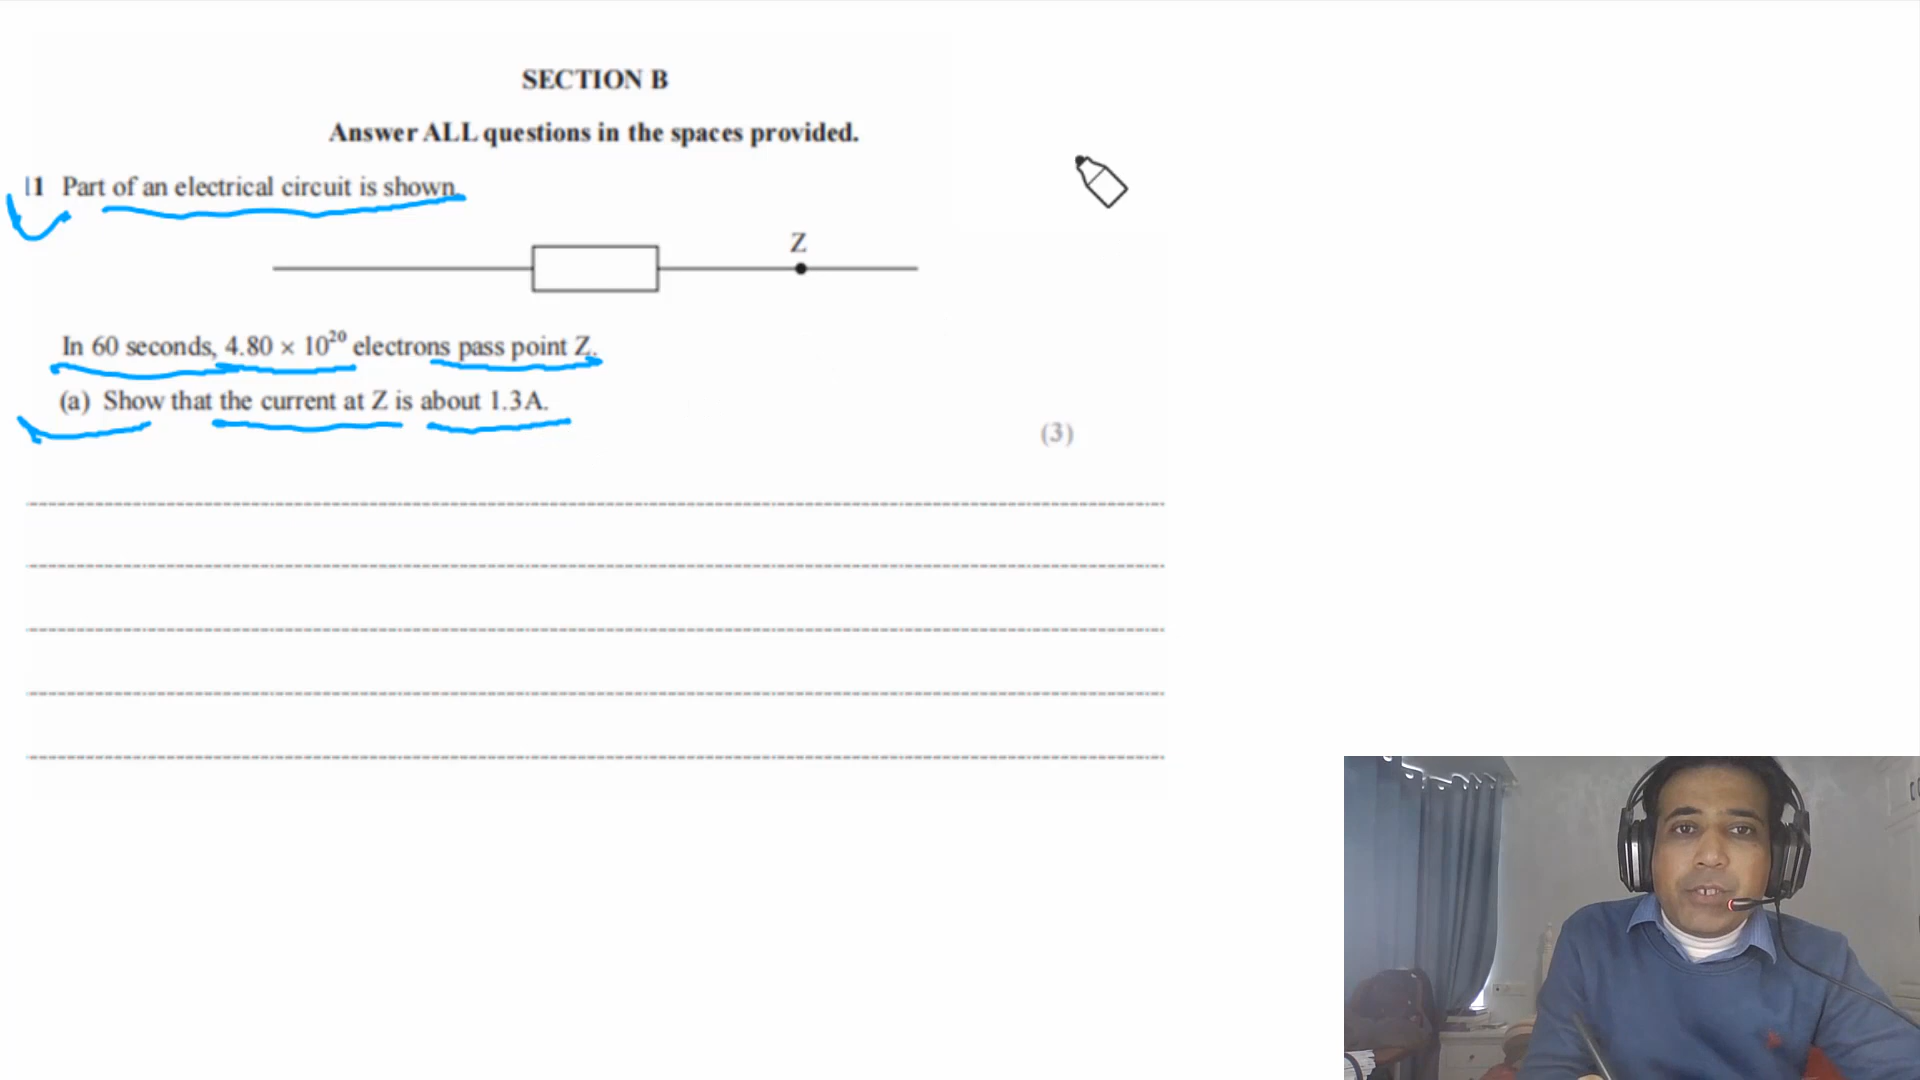 SECTION B
Answer ALL questions in the spaces provided.
11 Part of an electrical circuit is shown.
Z
In 60 seconds, 4.80 × 10²⁰ electrons pass point Z.
(a) Show that the current at Z is about 1.3 A.
(3)